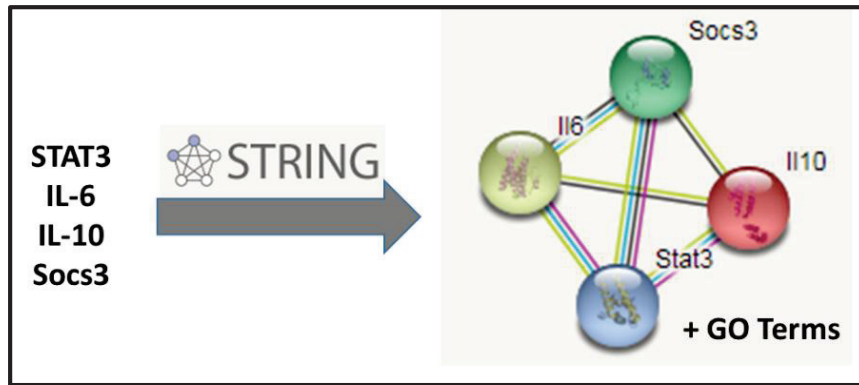 STAT3
IL-6
IL-10
Socs3
STRING
Socs3
Il6
Il10
Stat3
+ GO Terms